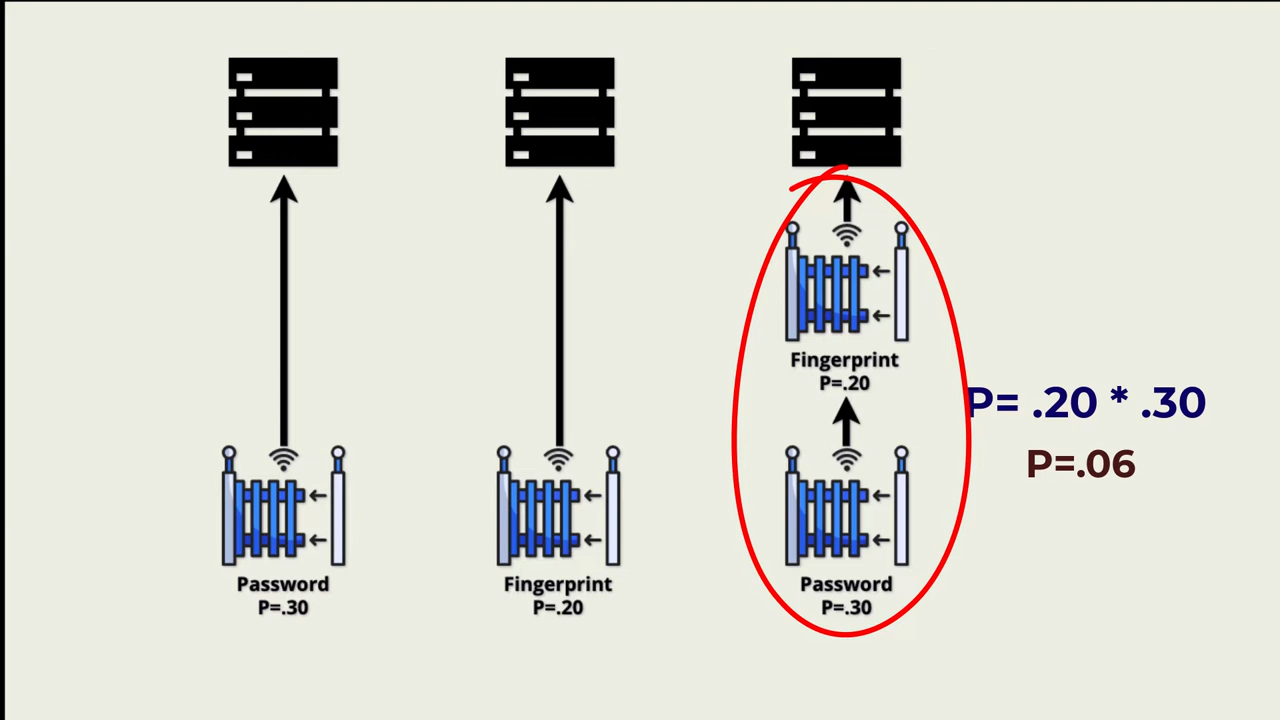 Fingerprint
P=.20
P= .20 * .30
P=.06
Password
P=.30
Fingerprint
P=.20
Password
P=.30